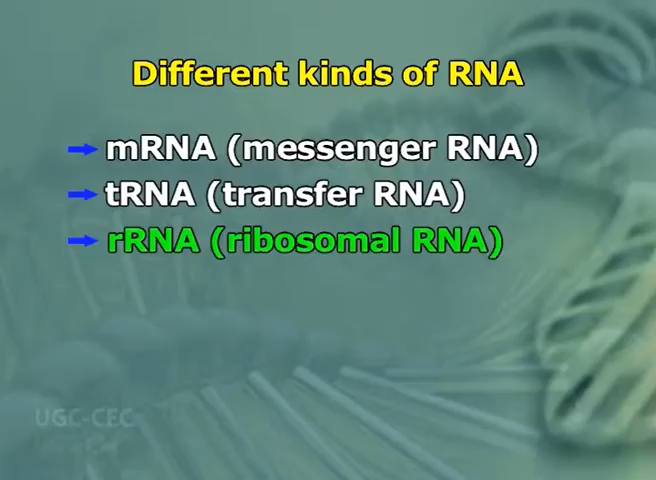 Different kinds of RNA
mRNA (messenger RNA)
tRNA (transfer RNA)
rRNA (ribosomal RNA)
UGC-CEC